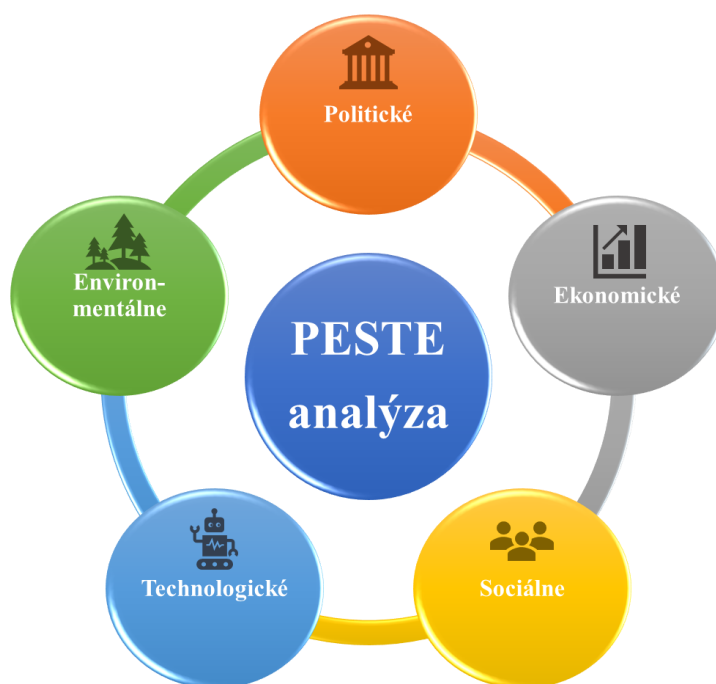 Politické
Ekonomické
Sociálne
Technologické
Environ-
mentálne
PESTE
analýza